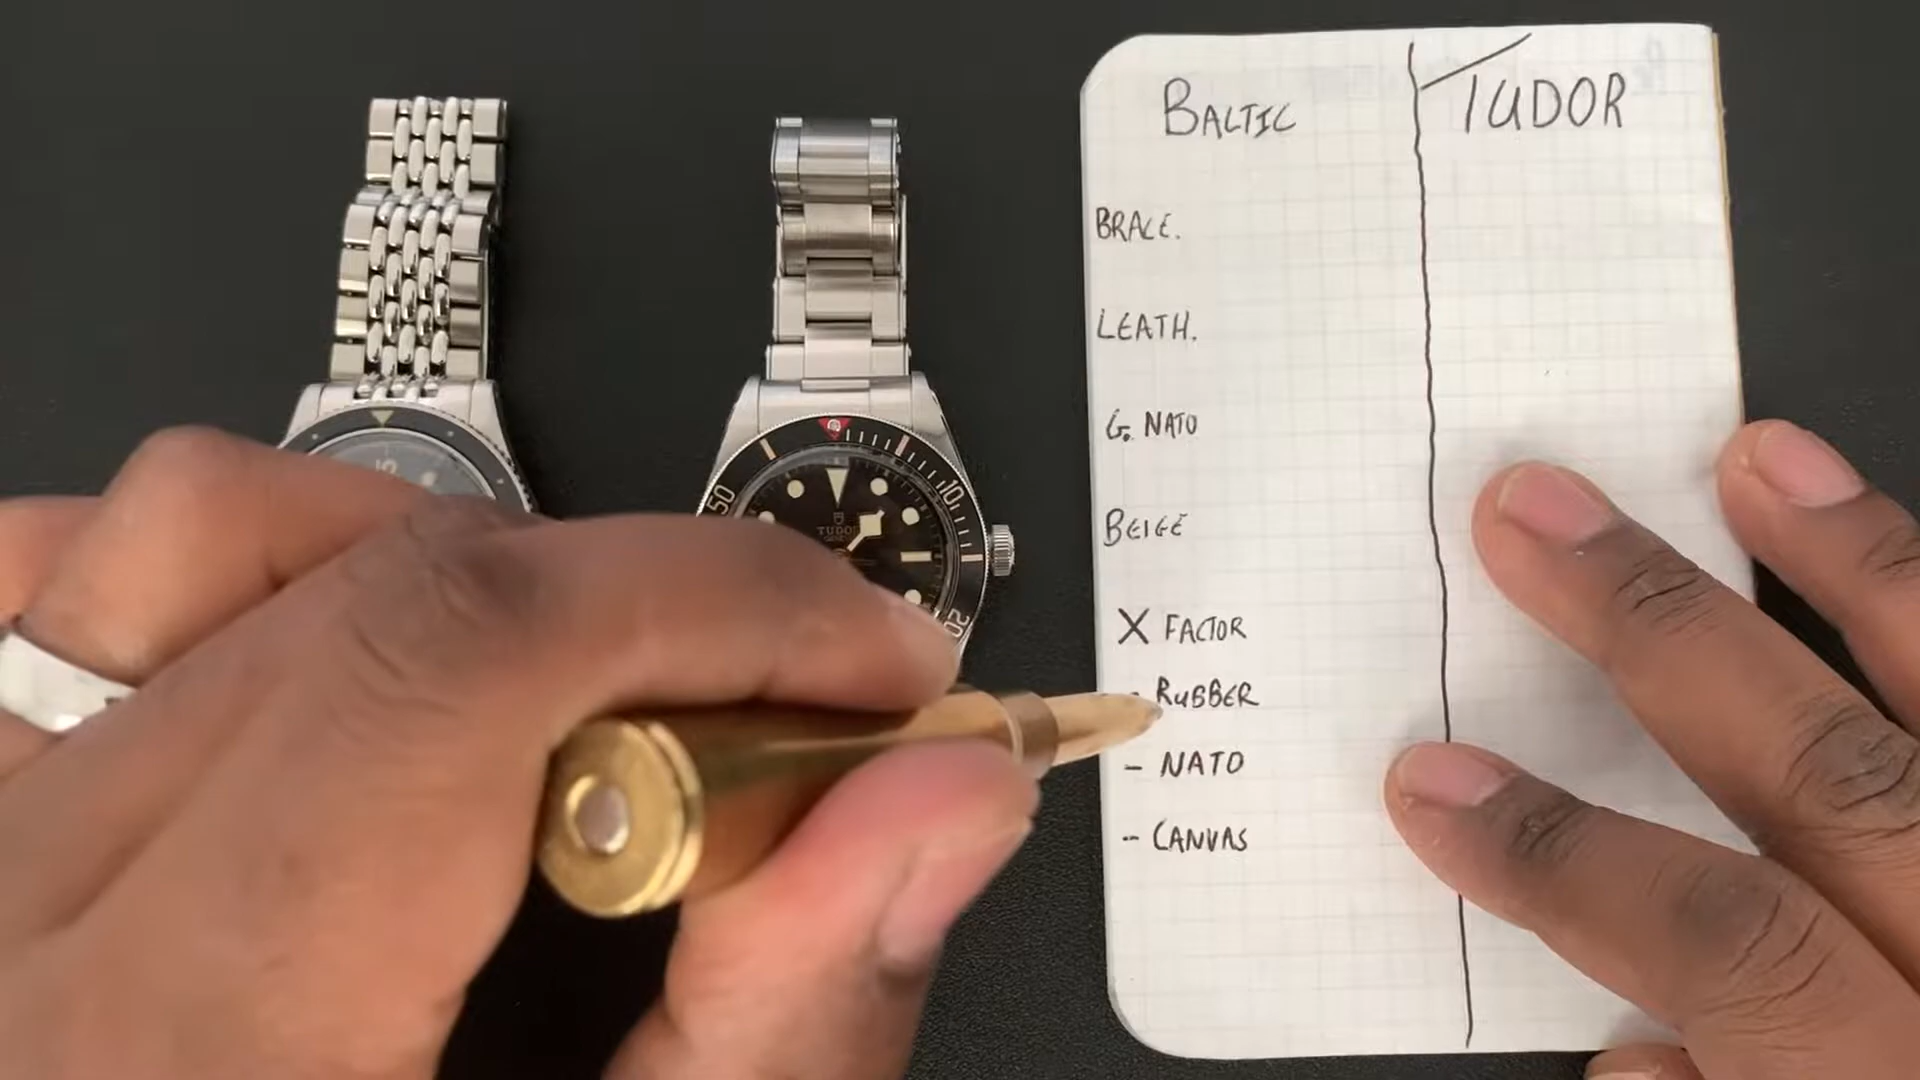 BALTIC
TUDOR
BRACE.
LEATH.
G. NATO
BEIGE
X FACTOR
- RUBBER
- NATO
- CANVAS
50
10
20
TUDOR